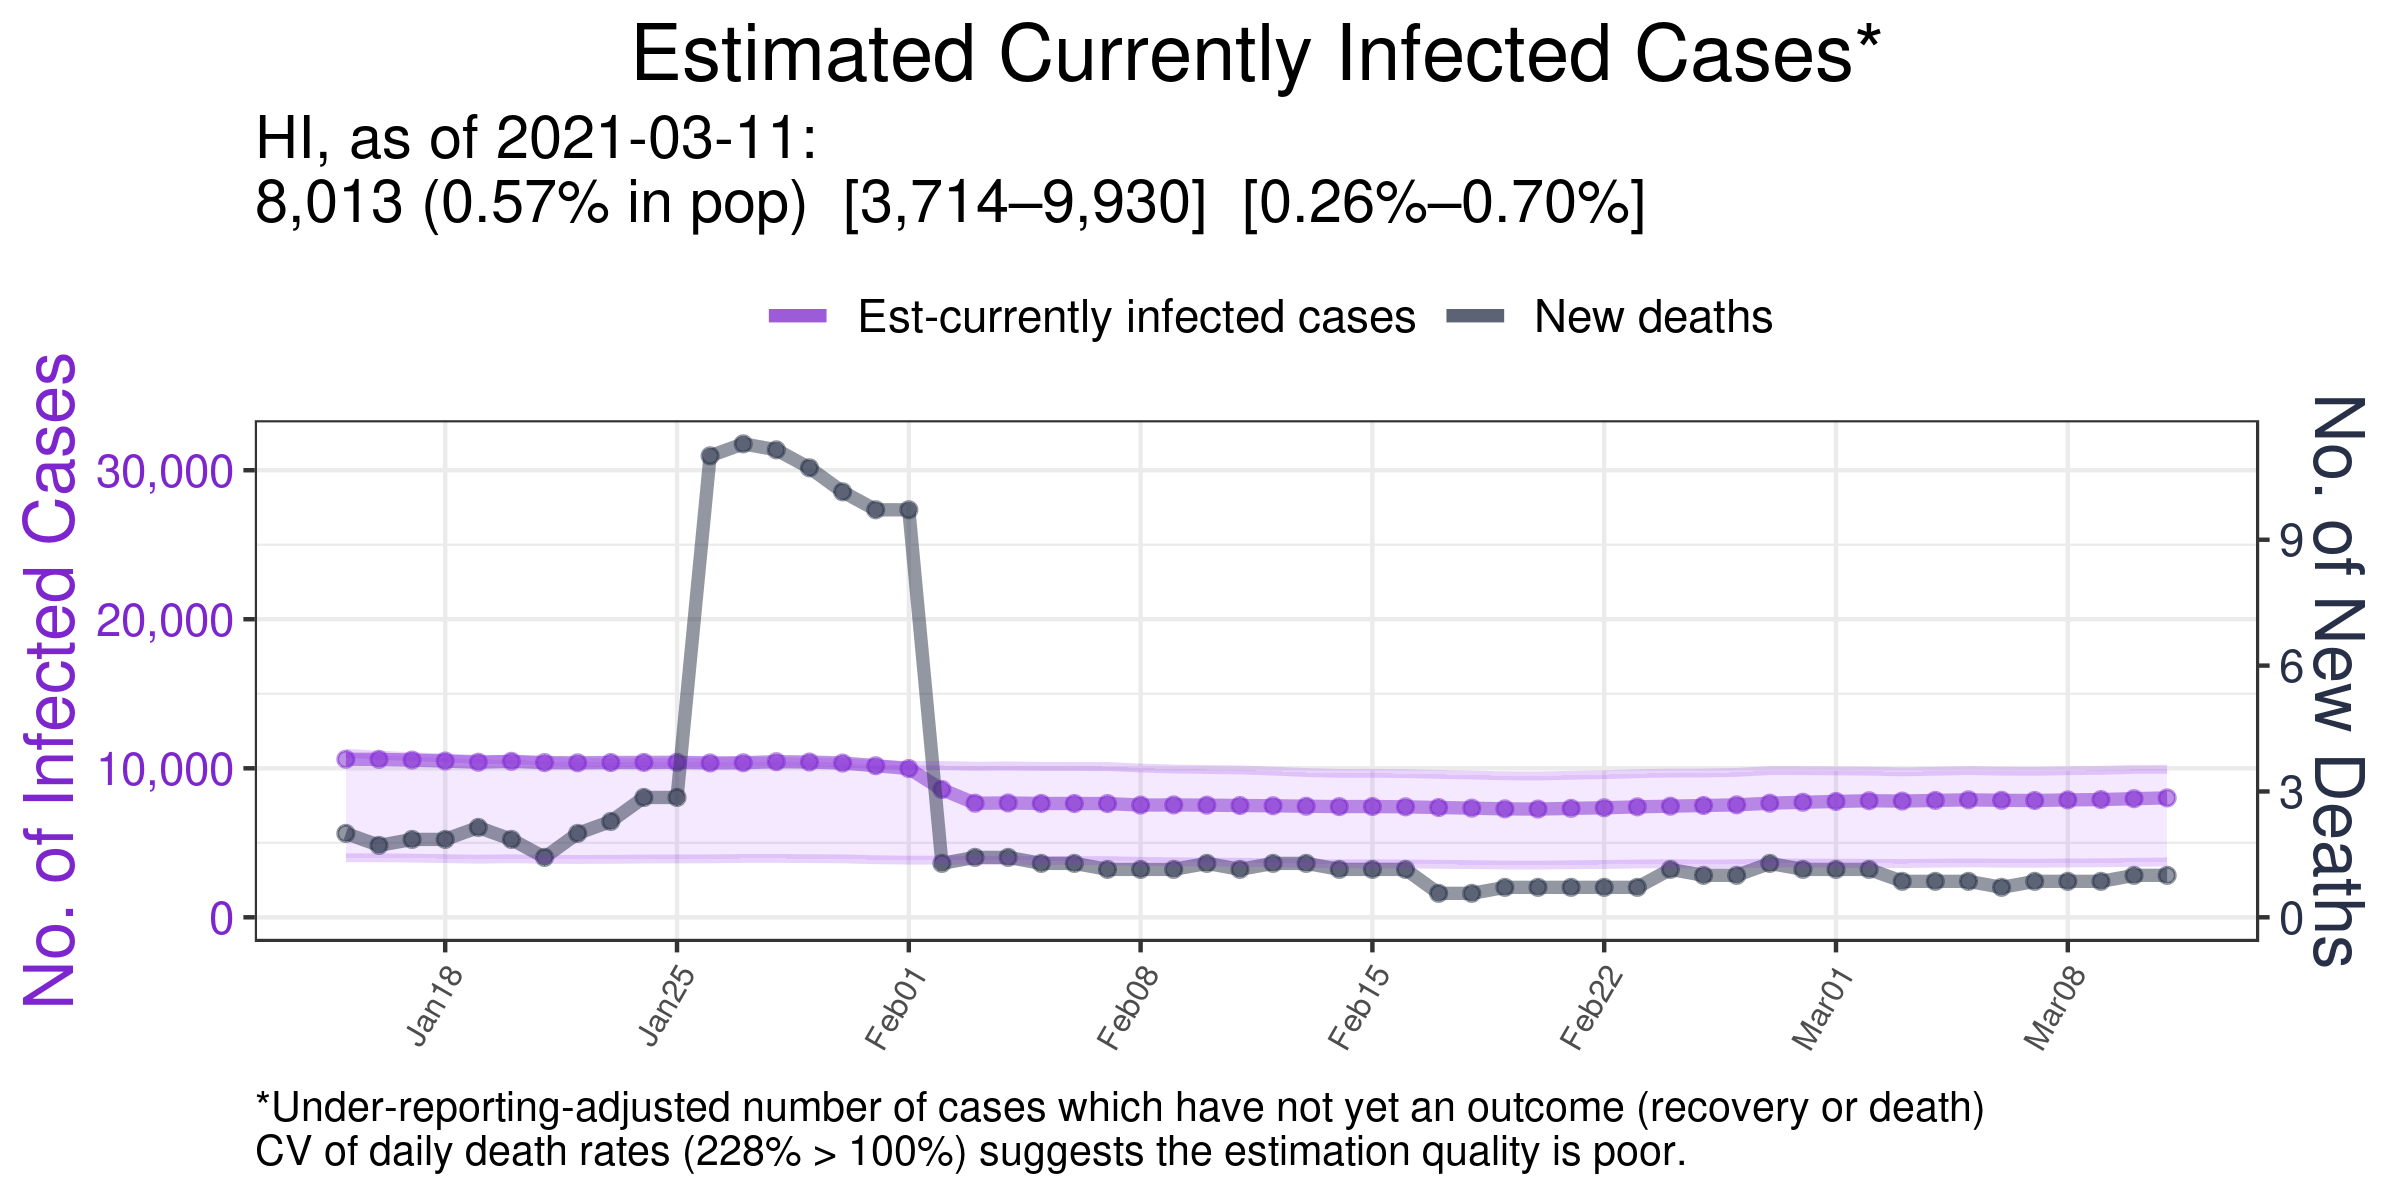 Estimated Currently Infected Cases*
HI, as of 2021-03-11:
8,013 (0.57% in pop)  [3,714–9,930]  [0.26%–0.70%]
Est-currently infected cases
New deaths
No. of Infected Cases
30,000
20,000
10,000
0
No. of New Deaths
9
6
3
0
Jan18
Jan25
Feb01
Feb08
Feb15
Feb22
Mar01
Mar08
*Under-reporting-adjusted number of cases which have not yet an outcome (recovery or death)
CV of daily death rates (228% > 100%) suggests the estimation quality is poor.